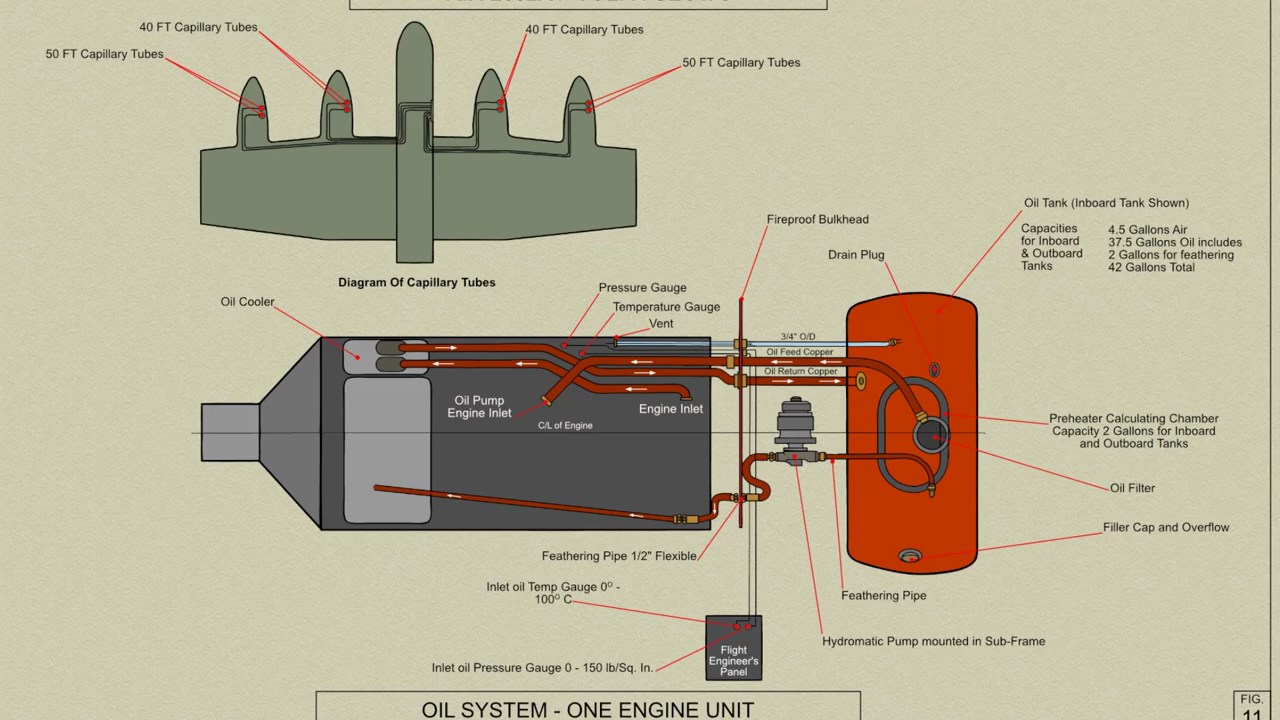 40 FT Capillary Tubes
40 FT Capillary Tubes
50 FT Capillary Tubes
50 FT Capillary Tubes
Diagram Of Capillary Tubes
Oil Tank (Inboard Tank Shown)
Capacities
for Inboard
& Outboard
Tanks
4.5 Gallons Air
37.5 Gallons Oil includes
2 Gallons for feathering
42 Gallons Total
Fireproof Bulkhead
Drain Plug
Oil Cooler
Pressure Gauge
Temperature Gauge
Vent
3/4" O/D
Oil Feed Copper
Oil Return Copper
Oil Pump
Engine Inlet
Engine Inlet
C/L of Engine
Preheater Calculating Chamber
Capacity 2 Gallons for Inboard
and Outboard Tanks
Oil Filter
Filler Cap and Overflow
Feathering Pipe 1/2" Flexible
Inlet oil Temp Gauge 0° -
100° C
Feathering Pipe
Hydromatic Pump mounted in Sub-Frame
Flight
Engineer's
Panel
Inlet oil Pressure Gauge 0 - 150 lb/Sq. In.
OIL SYSTEM - ONE ENGINE UNIT
FIG.
11